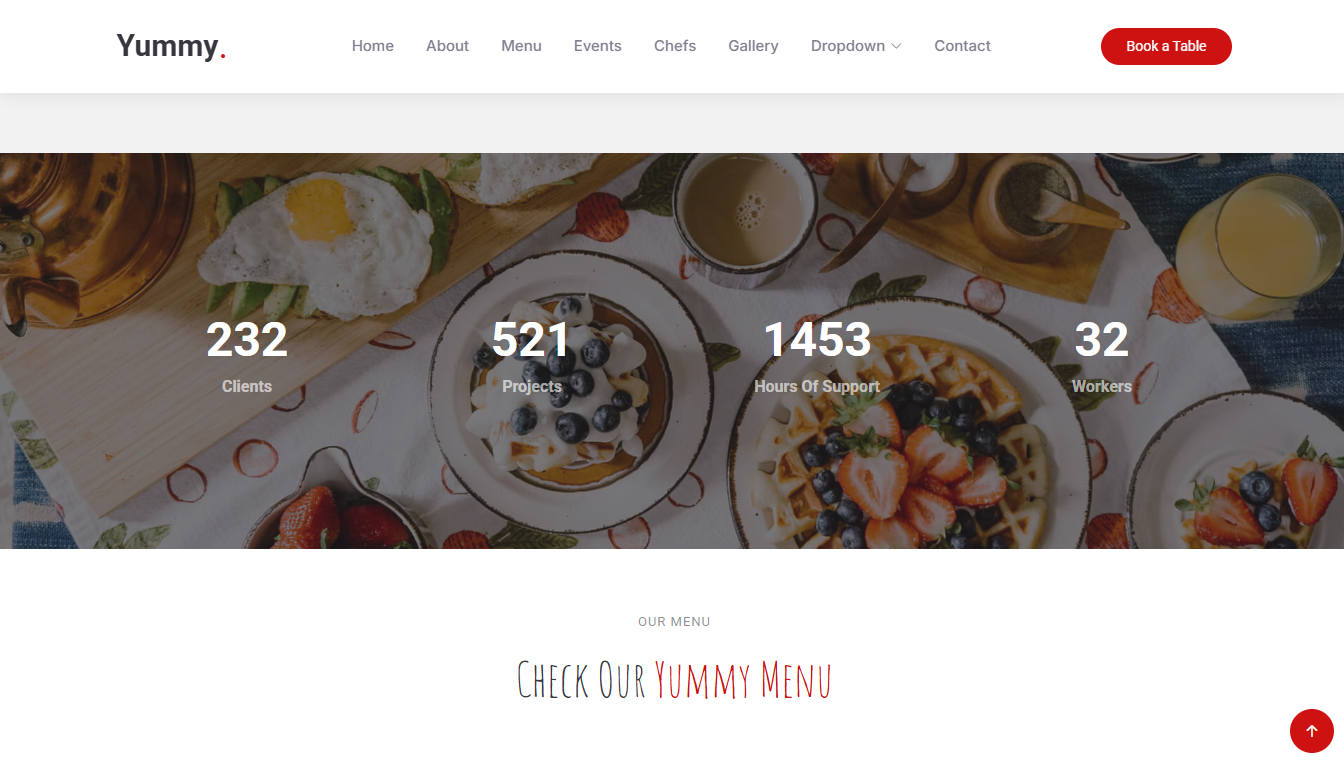 Yummy.
Home About Menu Events Chefs Gallery Dropdown Contact
Book a Table
232 521 1453 32
Clients Projects Hours Of Support Workers
OUR MENU
Check Our Yummy Menu